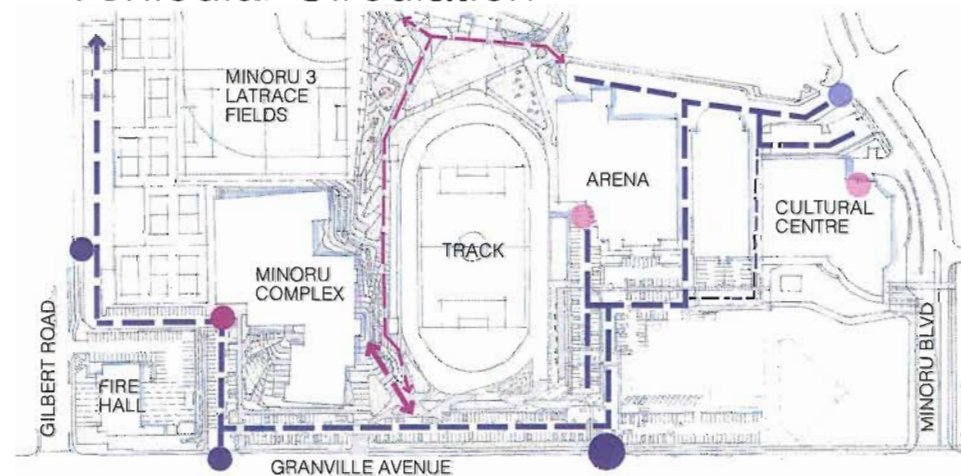 MINORU 3
LATRACE
FIELDS
ARENA
CULTURAL
CENTRE
TRACK
MINORU
COMPLEX
GILBERT ROAD
FIRE
HALL
MINORU BLVD
GRANVILLE AVENUE